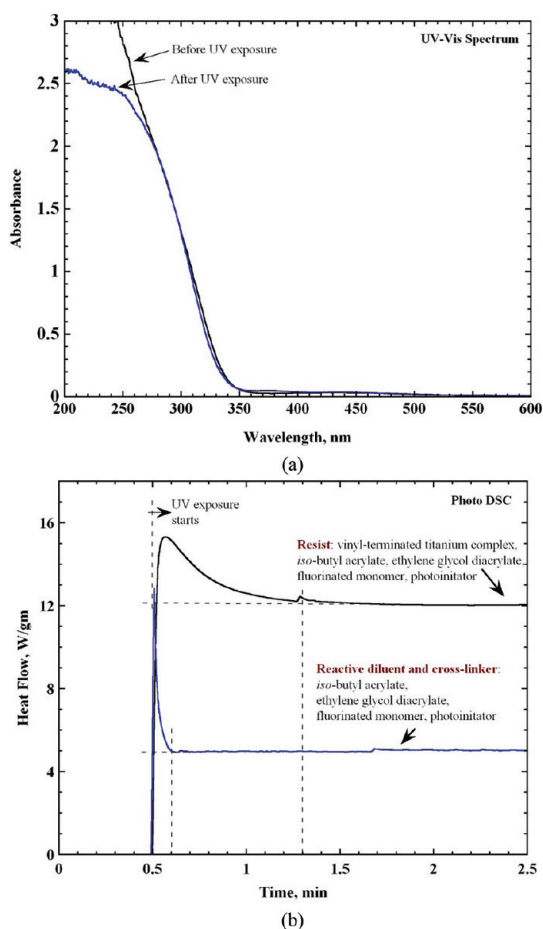 UV-Vis Spectrum
Before UV exposure
After UV exposure
Absorbance
3
2.5
2
1.5
1
0.5
0
200 250 300 350 400 450 500 550 600
Wavelength, nm
(a)
Photo DSC
UV exposure
starts
Resist: vinyl-terminated titanium complex,
iso-butyl acrylate, ethylene glycol diacrylate,
fluorinated monomer, photoinitator
Reactive diluent and cross-linker:
iso-butyl acrylate,
ethylene glycol diacrylate,
fluorinated monomer, photoinitator
Heat Flow, W/gm
16
12
8
4
0
0 0.5 1 1.5 2 2.5
Time, min
(b)